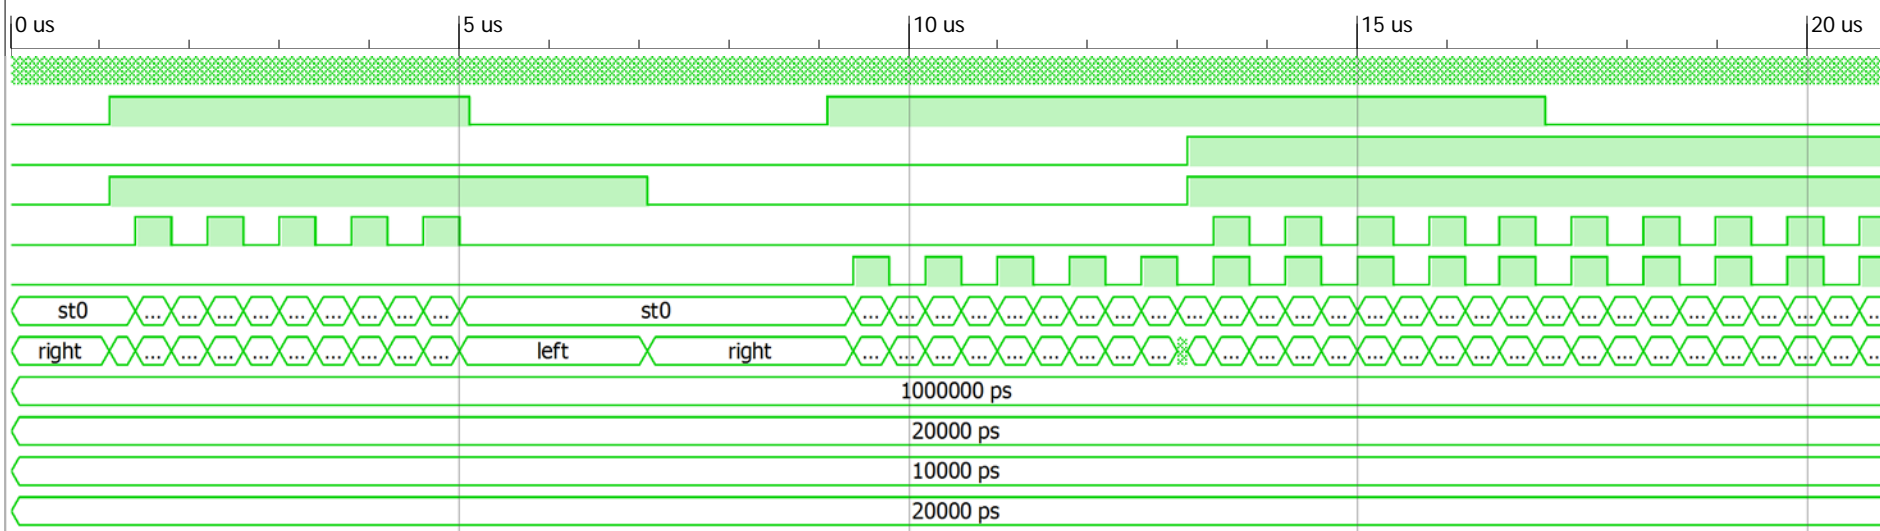 0 us 5 us 10 us 15 us 20 us
st0 ... ... ... ... ... ... ... ... ... st0 ... ... ... ... ... ... ... ... ... ... ... ... ... ... ... ... ... ... ... ... ... ... ... ... ... ... ... ... ...
right ... ... ... ... ... ... ... ... ... left right ... ... ... ... ... ... ... ... ... ... ... ... ... ... ... ... ... ... ... ... ... ... ... ... ... ... ...
1000000 ps
20000 ps
10000 ps
20000 ps